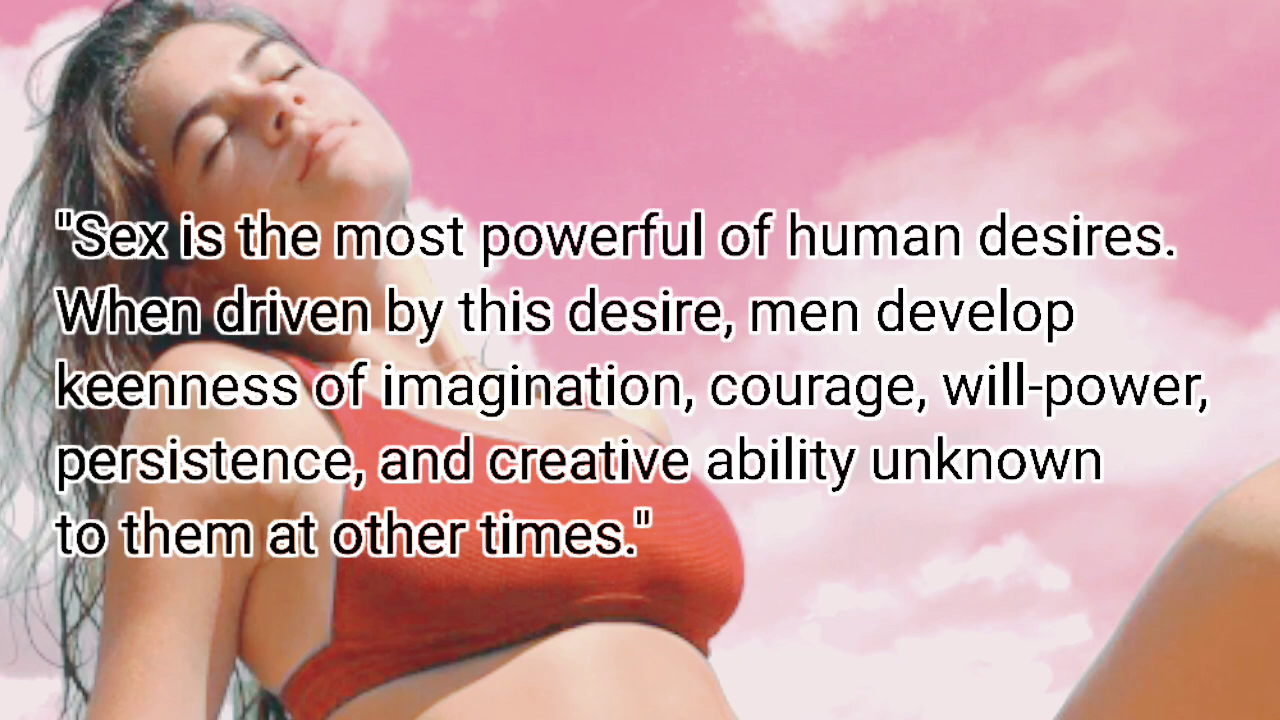 "Sex is the most powerful of human desires.
When driven by this desire, men develop
keenness of imagination, courage, will-power,
persistence, and creative ability unknown
to them at other times."